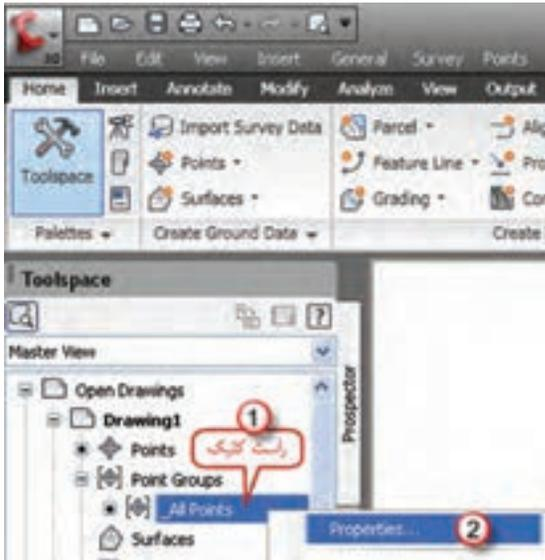 File Edit View Insert General Survey Points
Home Insert Annotate Modify Analyze View Output
Import Survey Data
Parcel
Points
Feature Line
Toolspace
Surfaces
Grading
Palettes
Create Ground Data
Create
Toolspace
Master View
Prospector
Open Drawings
Drawing1
1
Points
راست کلیک
Point Groups
_All Points
Properties...
2
Surfaces